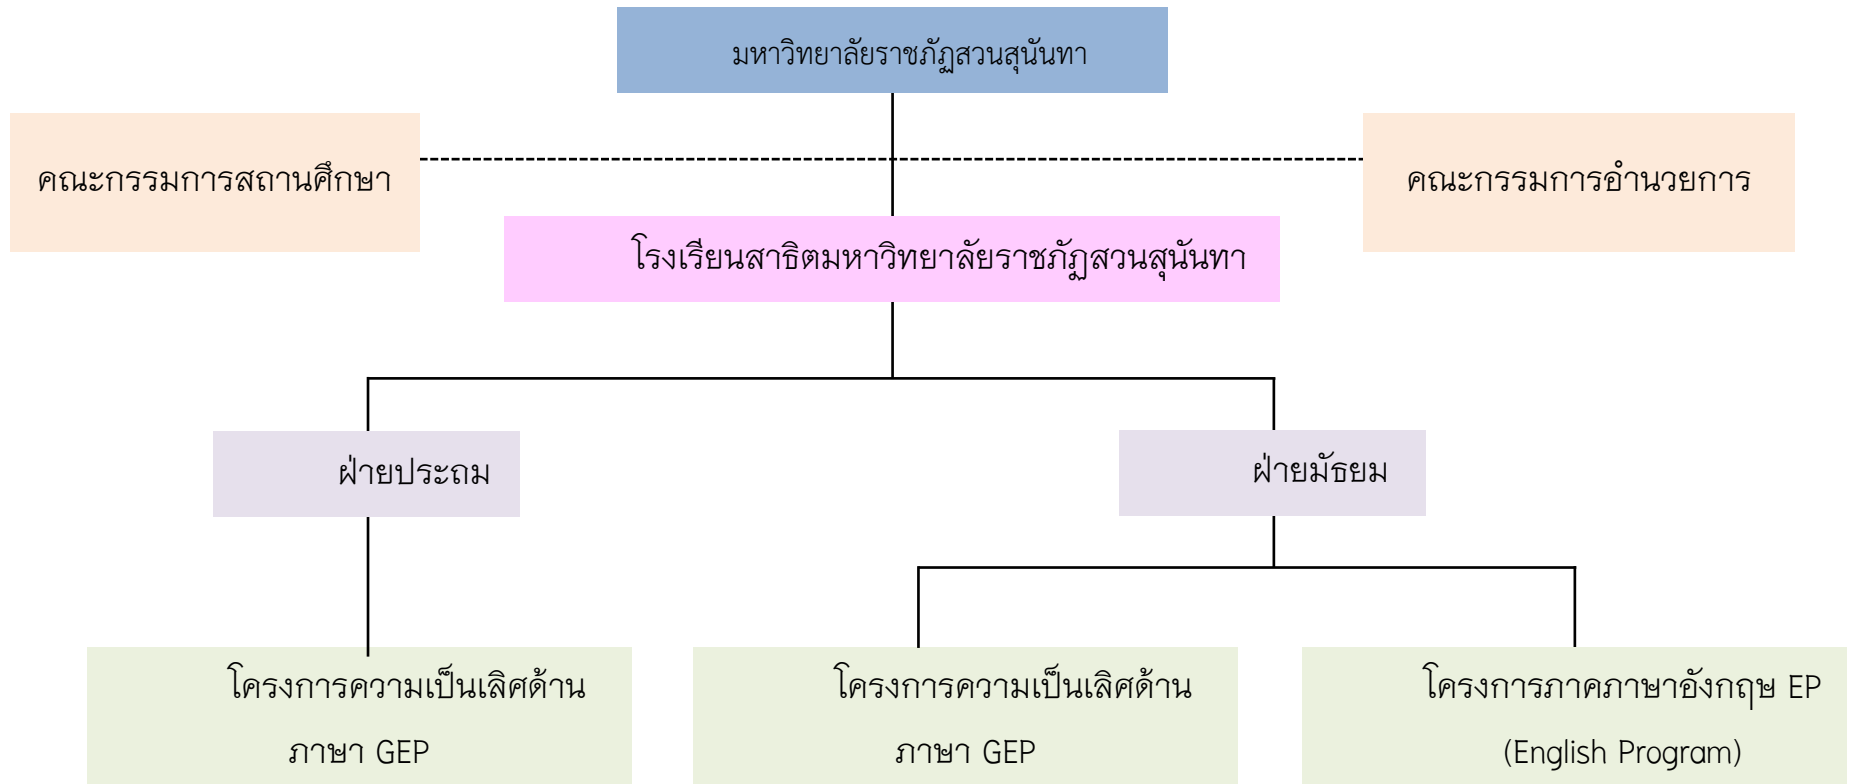 มหาวิทยาลัยราชภัฏสวนสุนันทา
คณะกรรมการสถานศึกษา
คณะกรรมการอำนวยการ
โรงเรียนสาธิตมหาวิทยาลัยราชภัฏสวนสุนันทา
ฝ่ายประถม
ฝ่ายมัธยม
โครงการความเป็นเลิศด้าน
ภาษา GEP
โครงการความเป็นเลิศด้าน
ภาษา GEP
โครงการภาคภาษาอังกฤษ EP
(English Program)